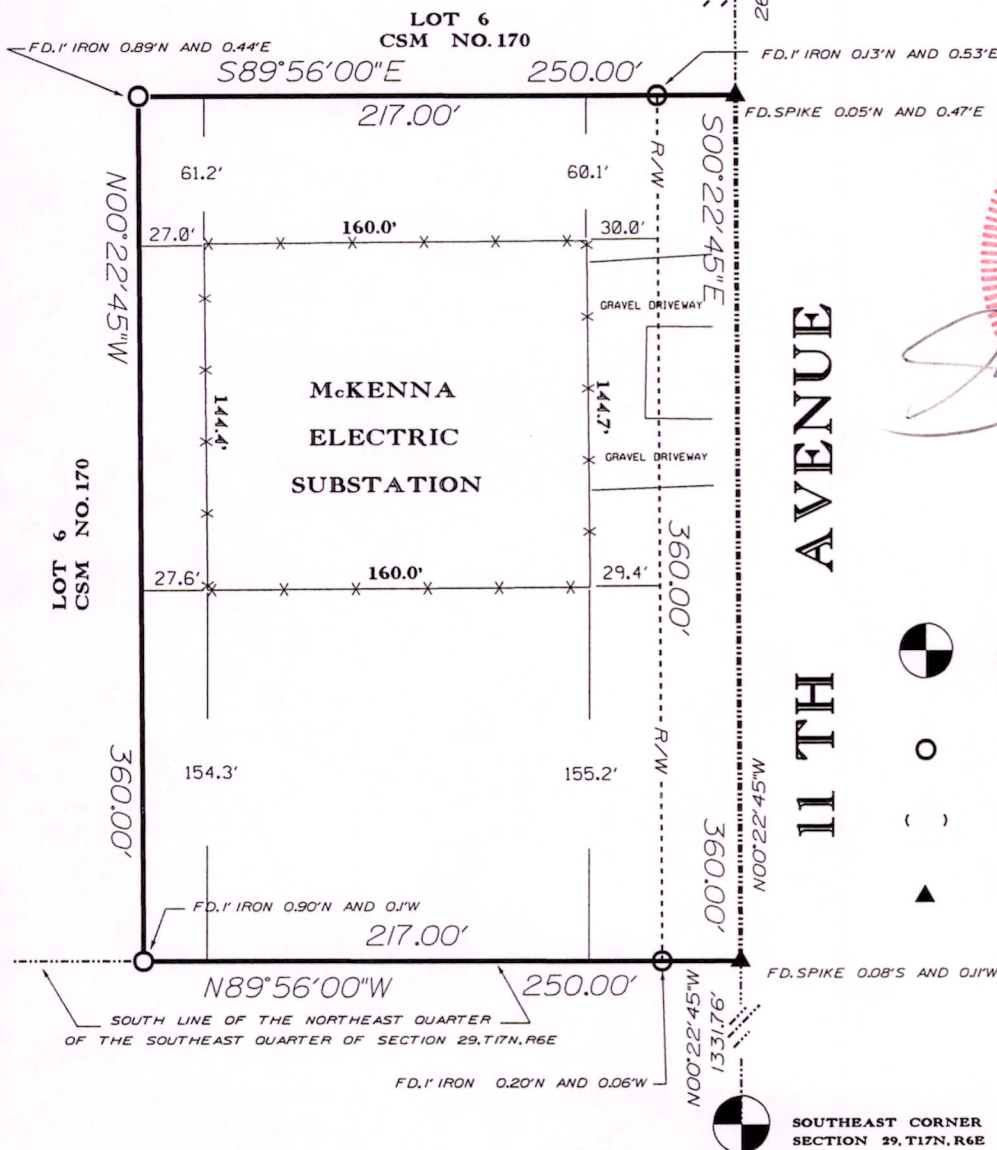 LOT 6
CSM NO. 170
FD. 1" IRON 0.89'N AND 0.44'E
S89°56'00"E 250.00'
FD. 1" IRON 0.13'N AND 0.53'E
217.00'
FD. SPIKE 0.05'N AND 0.47'E
61.2'
60.1'
R/W
S00°22'45"E
N00°22'45"W
27.0'
160.0'
30.0'
GRAVEL DRIVEWAY
McKENNA
ELECTRIC
SUBSTATION
144.4'
144.7'
GRAVEL DRIVEWAY
11 TH AVENUE
LOT 6
CSM NO. 170
27.6'
160.0'
29.4'
360.00'
360.00'
154.3'
155.2'
R/W
360.00'
N00°22'45"W
( )
FD. 1" IRON 0.90'N AND 0.1'W
217.00'
N89°56'00"W 250.00'
FD. SPIKE 0.08'S AND 0.11'W
SOUTH LINE OF THE NORTHEAST QUARTER
OF THE SOUTHEAST QUARTER OF SECTION 29, T17N, R6E
N00°22'45"W
1331.76'
FD. 1" IRON 0.20'N AND 0.06'W
SOUTHEAST CORNER
SECTION 29, T17N, R6E